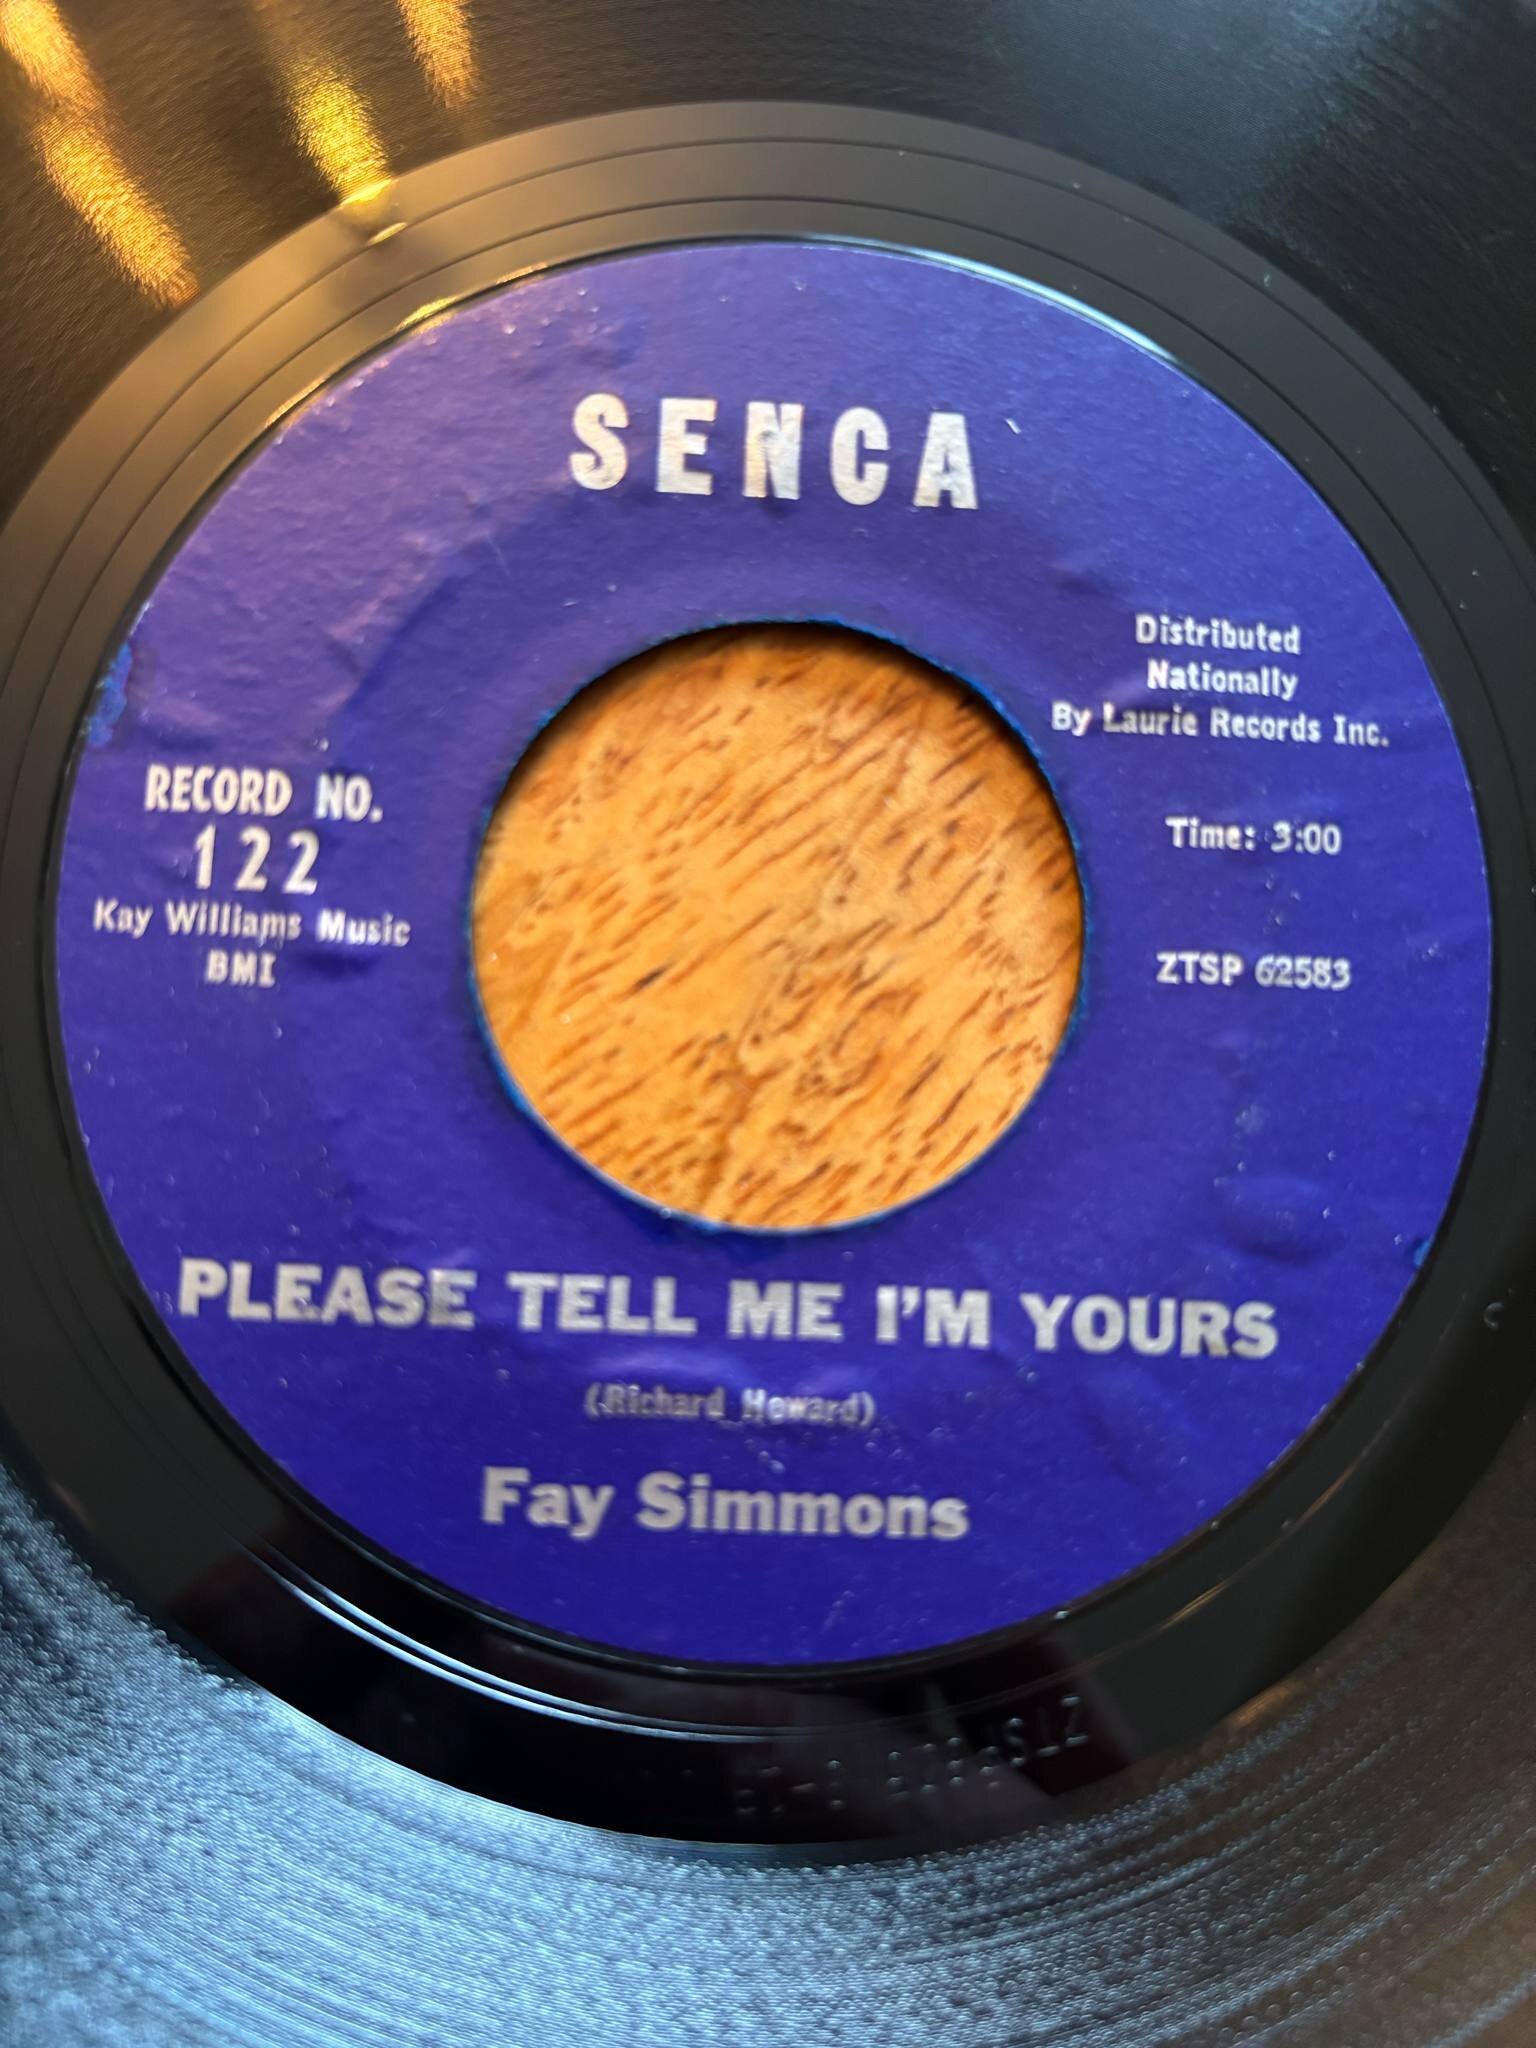 SENCA
Distributed
Nationally
By Laurie Records Inc.
RECORD NO.
122
Kay Williams Music
BMI
Time: 3:00
ZTSP 62583
PLEASE TELL ME I'M YOURS
(Richard Howard)
Fay Simmons